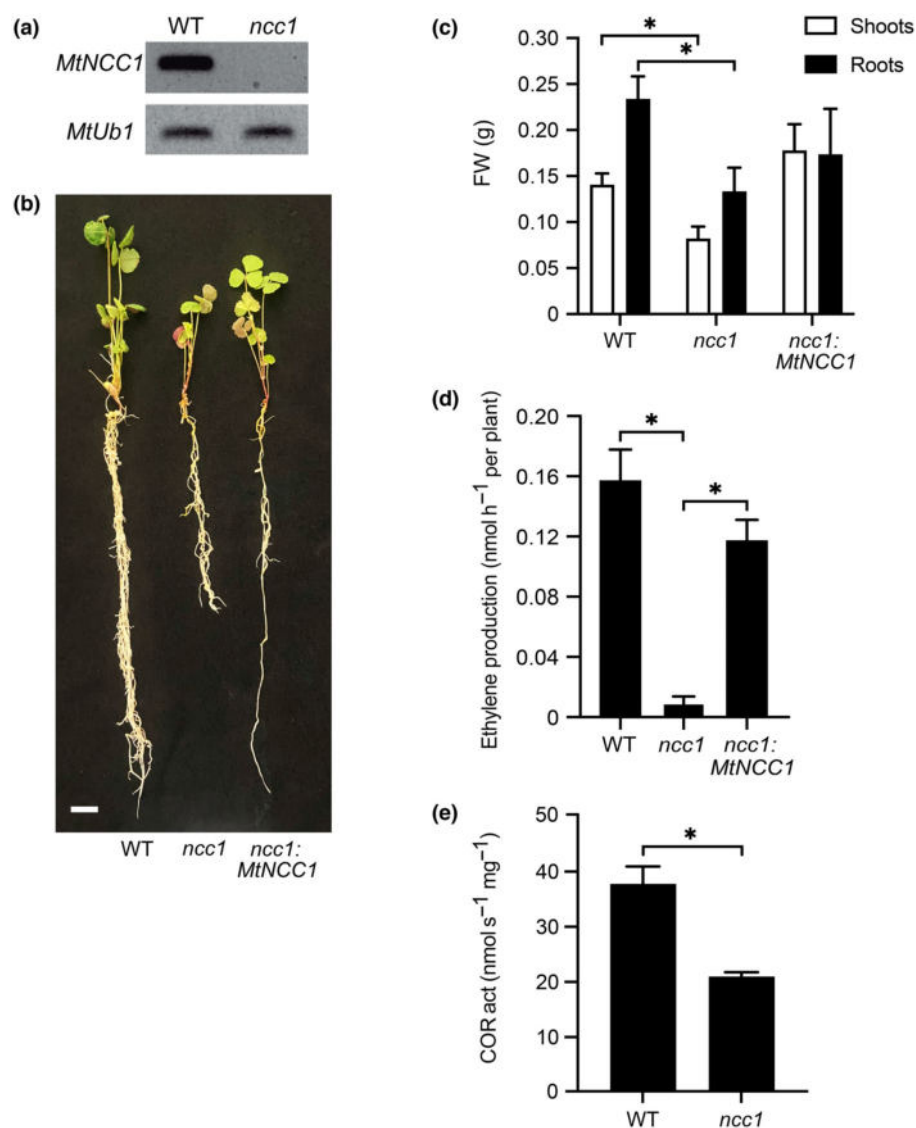 (a)
WT ncc1
MtNCC1
MtUb1
(b)
WT ncc1 ncc1:
MtNCC1
(c)
Shoots
Roots
FW (g)
0.30
0.25
0.20
0.15
0.10
0.05
0
* *
WT ncc1 ncc1:
MtNCC1
(d)
Ethylene production (nmol h⁻¹ per plant)
0.20
0.16
0.12
0.08
0.04
0
* *
WT ncc1 ncc1:
MtNCC1
(e)
COR act (nmol s⁻¹ mg⁻¹)
50
40
30
20
10
0
*
WT ncc1